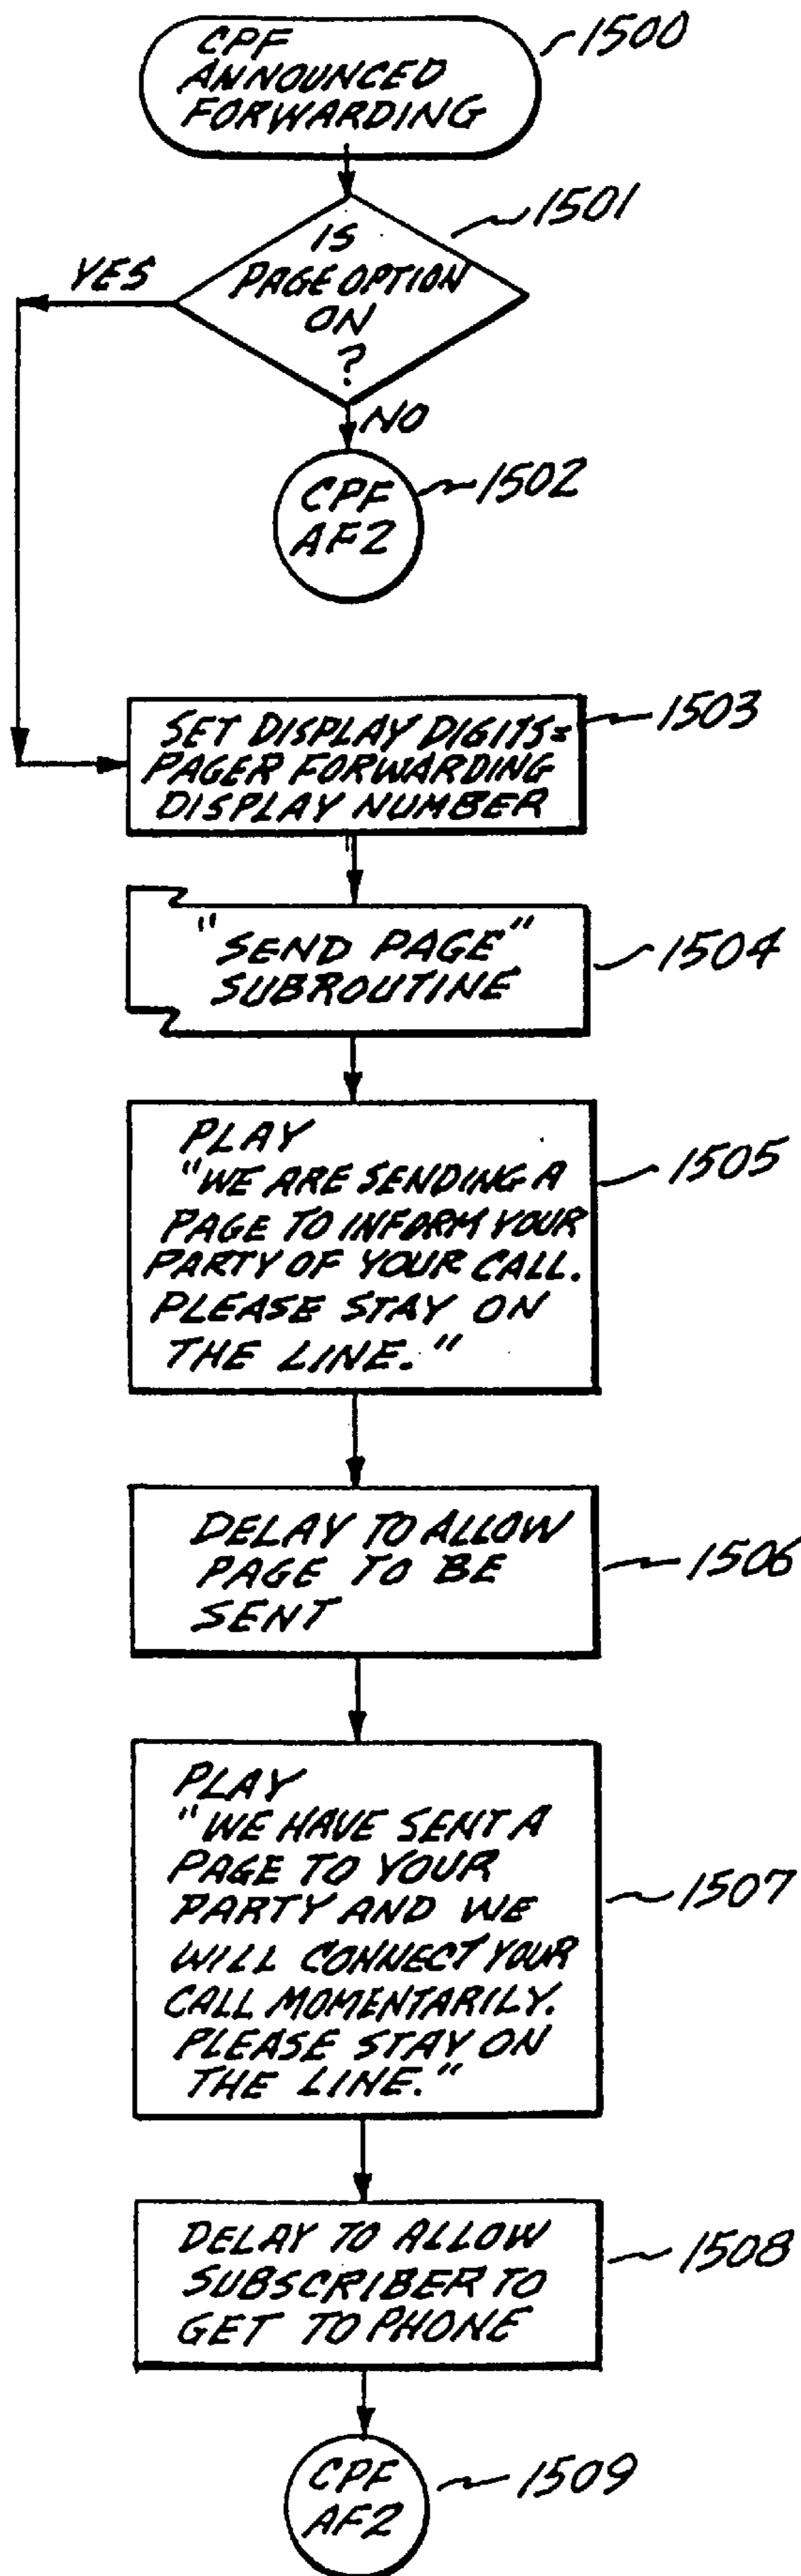 CPF
ANNOUNCED
FORWARDING
1500
1501
IS
PAGE OPTION
ON
?
YES
NO
CPF
AF2
1502
SET DISPLAY DIGITS=
PAGER FORWARDING
DISPLAY NUMBER
1503
"SEND PAGE"
SUBROUTINE
1504
PLAY
"WE ARE SENDING A
PAGE TO INFORM YOUR
PARTY OF YOUR CALL.
PLEASE STAY ON
THE LINE."
1505
DELAY TO ALLOW
PAGE TO BE
SENT
1506
PLAY
"WE HAVE SENT A
PAGE TO YOUR
PARTY AND WE
WILL CONNECT YOUR
CALL MOMENTARILY.
PLEASE STAY ON
THE LINE."
1507
DELAY TO ALLOW
SUBSCRIBER TO
GET TO PHONE
1508
CPF
AF2
1509